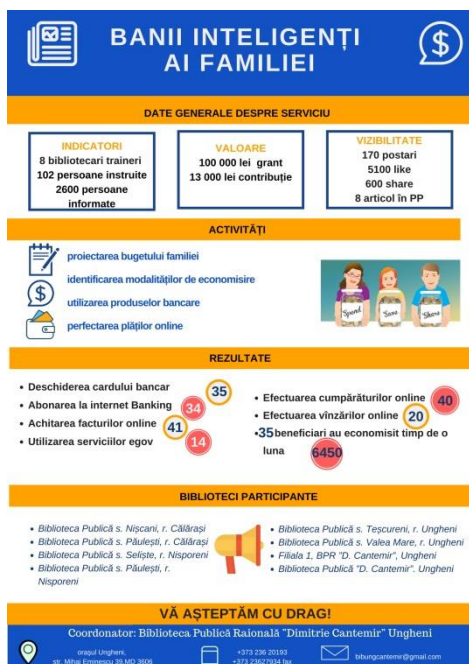 BANII INTELIGENȚI
AI FAMILIEI
DATE GENERALE DESPRE SERVICIU
INDICATORI
8 bibliotecari traineri
102 persoane instruite
2600 persoane
informate
VALOARE
100 000 lei grant
13 000 lei contribuție
VIZIBILITATE
170 postari
5100 like
600 share
8 articol în PP
ACTIVITĂȚI
proiectarea bugetului familiei
identificarea modalităților de economisire
utilizarea produselor bancare
perfectarea plăților online
Spend
Save
Share
REZULTATE
• Deschiderea cardului bancar 35
• Abonarea la internet Banking 34
• Achitarea facturilor online 41
• Utilizarea serviciilor egov 14
• Efectuarea cumpărăturilor online 40
• Efectuarea vînzărilor online 20
•35 beneficiari au economisit timp de o
luna 6450
BIBLIOTECI PARTICIPANTE
• Biblioteca Publică s. Nișcani, r. Călărași
• Biblioteca Publică s. Păulești, r. Călărași
• Biblioteca Publică s. Seliște, r. Nisporeni
• Biblioteca Publică s. Păulești, r.
Nisporeni
• Biblioteca Publică s. Teșcureni, r. Ungheni
• Biblioteca Publică s. Valea Mare, r. Ungheni
• Filiala 1, BPR "D. Cantemir", Ungheni
• Biblioteca Publică "D. Cantemir". Ungheni
VĂ AȘTEPTĂM CU DRAG!
Coordonator: Biblioteca Publică Raională "Dimitrie Cantemir" Ungheni
orașul Ungheni,
str. Mihai Eminescu 39,MD 3606
+373 236 20193
+373 23627934 fax
bibungcantemir@gmail.com